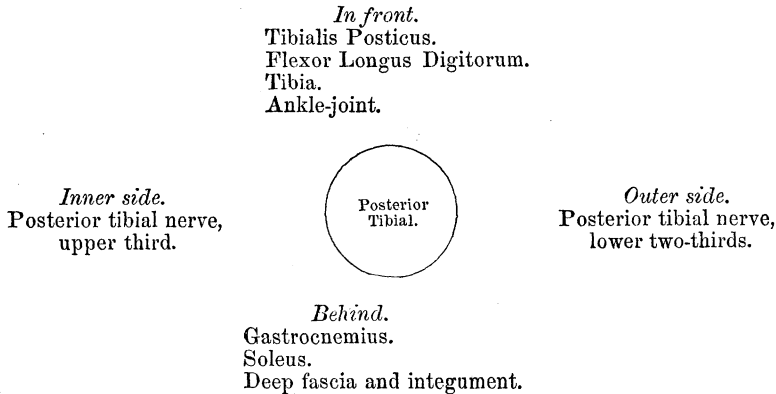 In front.
Tibialis Posticus.
Flexor Longus Digitorum.
Tibia.
Ankle-joint.
Inner side.
Posterior tibial nerve,
upper third.
Posterior
Tibial.
Outer side.
Posterior tibial nerve,
lower two-thirds.
Behind.
Gastrocnemius.
Soleus.
Deep fascia and integument.